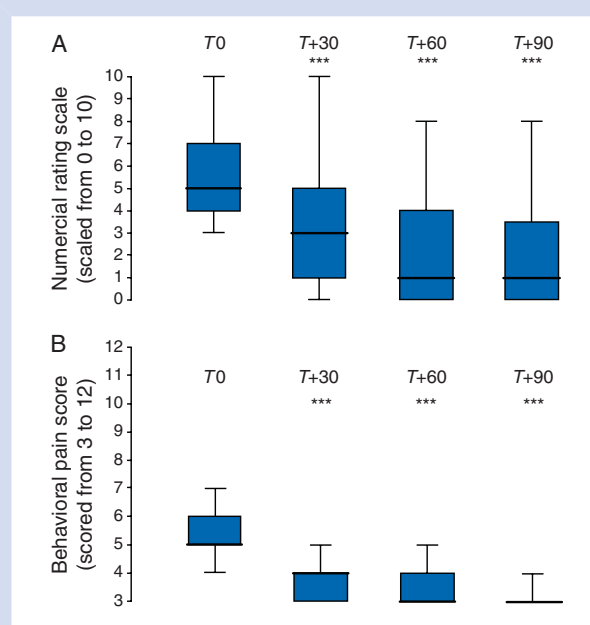 A
T0 T+30 T+60 T+90
*** *** ***
Numercial rating scale
(scaled from 0 to 10)
10
9
8
7
6
5
4
3
2
1
0
B
Behavioral pain score
(scored from 3 to 12)
12
11
10
9
8
7
6
5
4
3
T0 T+30 T+60 T+90
*** *** ***